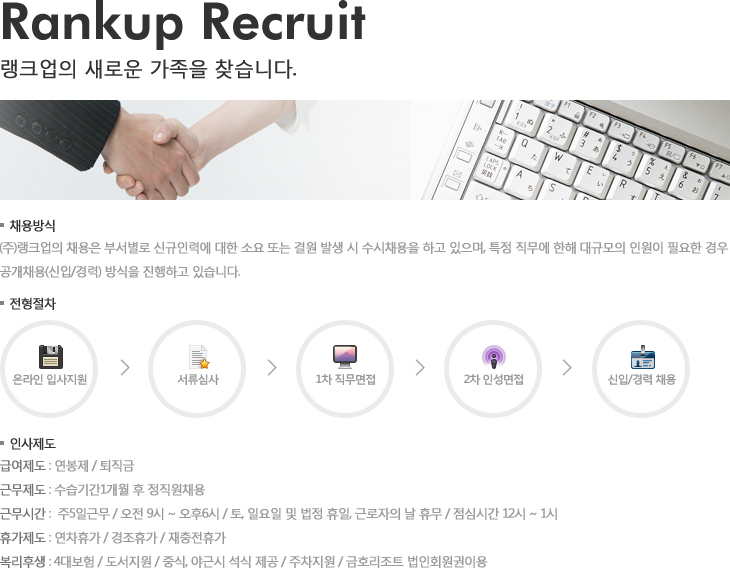 Rankup Recruit
랭크업의 새로운 가족을 찾습니다.
채용방식
(주)랭크업의 채용은 부서별로 신규인력에 대한 소요 또는 결원 발생 시 수시채용을 하고 있으며, 특정 직무에 한해 대규모의 인원이 필요한 경우
공개채용(신입/경력) 방식을 진행하고 있습니다.
전형절차
온라인 입사지원
서류심사
1차 직무면접
2차 인성면접
신입/경력 채용
인사제도
급여제도 : 연봉제 / 퇴직금
근무제도 : 수습기간1개월 후 정직원채용
근무시간 : 주5일근무 / 오전 9시 ~ 오후6시 / 토, 일요일 및 법정 휴일, 근로자의 날 휴무 / 점심시간 12시 ~ 1시
휴가제도 : 연차휴가 / 경조휴가 / 재충전휴가
복리후생 : 4대보험 / 도서지원 / 중식, 야근시 석식 제공 / 주차지원 / 금호리조트 법인회원권이용